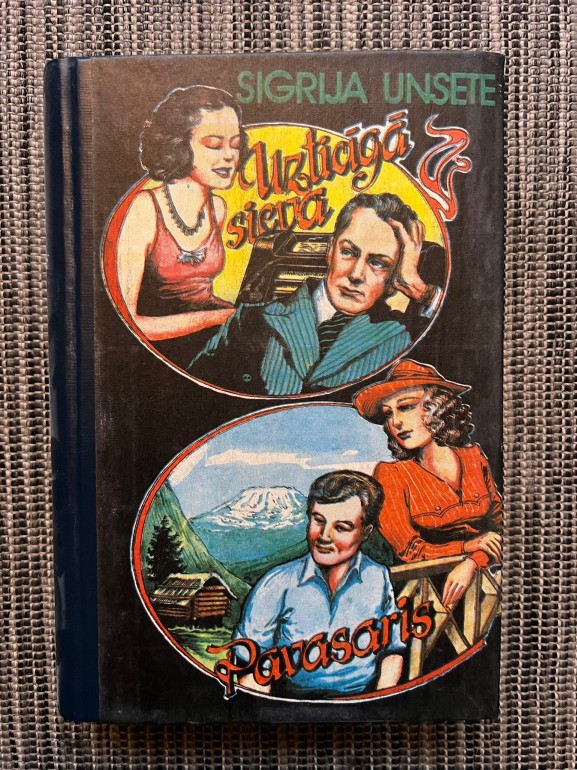 SIGRIJA UNSETE
Uzticīgā
sieva
Pavasaris